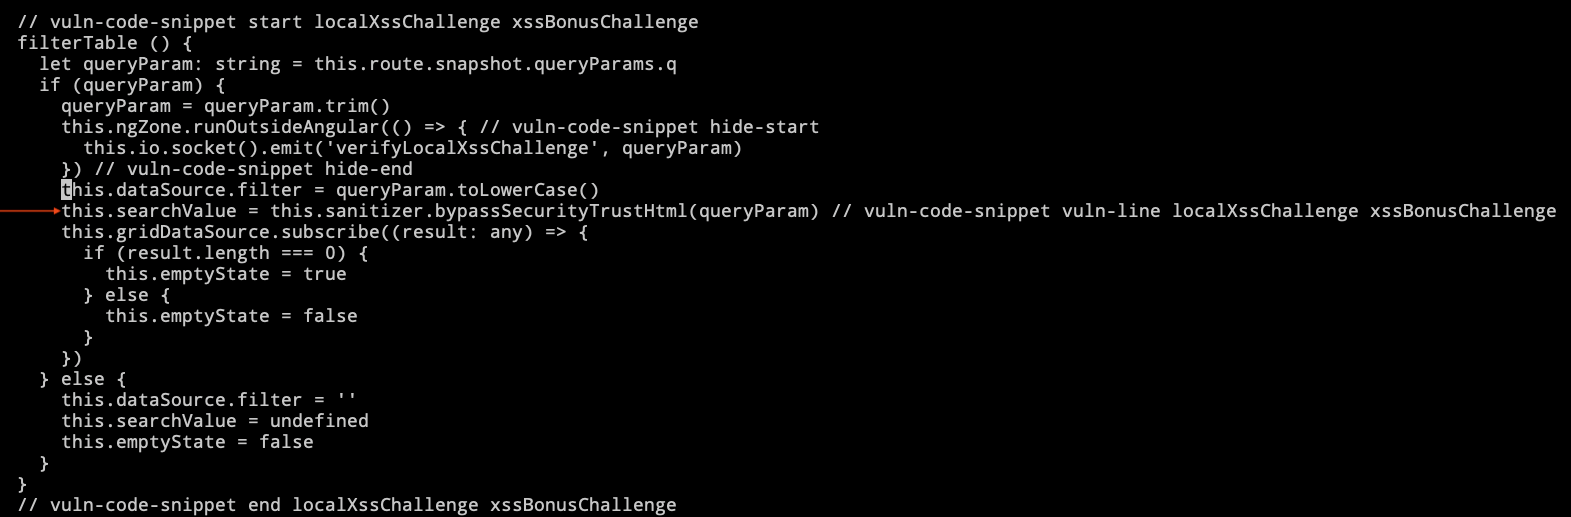 // vuln-code-snippet start localXssChallenge xssBonusChallenge
filterTable () {
  let queryParam: string = this.route.snapshot.queryParams.q
  if (queryParam) {
    queryParam = queryParam.trim()
    this.ngZone.runOutsideAngular(() => { // vuln-code-snippet hide-start
      this.io.socket().emit('verifyLocalXssChallenge', queryParam)
    }) // vuln-code-snippet hide-end
    this.dataSource.filter = queryParam.toLowerCase()
    this.searchValue = this.sanitizer.bypassSecurityTrustHtml(queryParam) // vuln-code-snippet vuln-line localXssChallenge xssBonusChallenge
    this.gridDataSource.subscribe((result: any) => {
      if (result.length === 0) {
        this.emptyState = true
      } else {
        this.emptyState = false
      }
    })
  } else {
    this.dataSource.filter = ''
    this.searchValue = undefined
    this.emptyState = false
  }
}
// vuln-code-snippet end localXssChallenge xssBonusChallenge